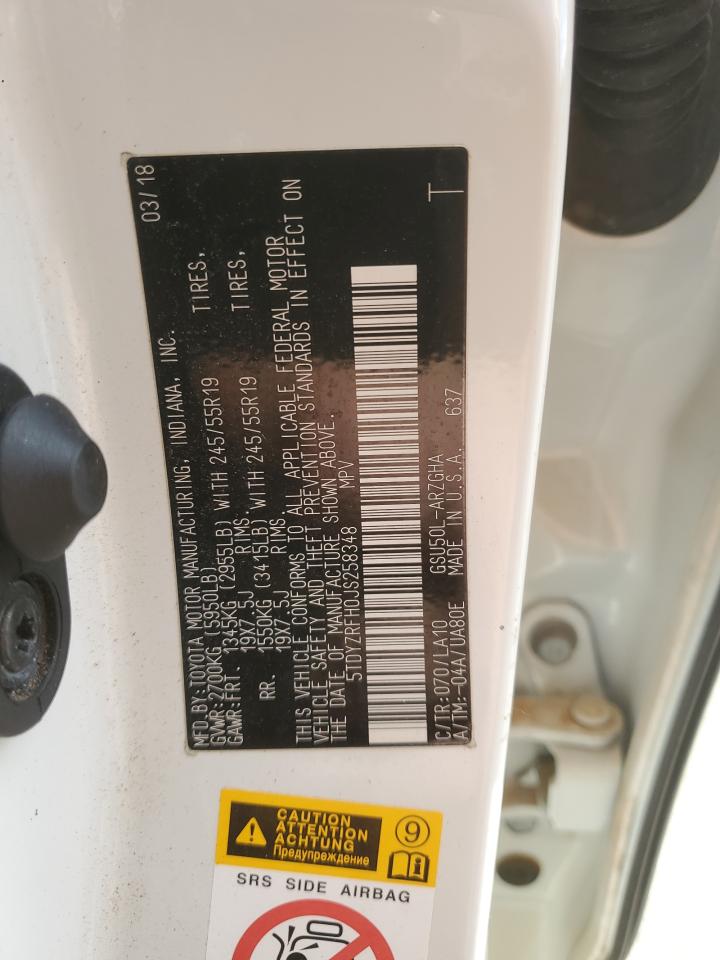 MFD.BY:TOYOTA MOTOR MANUFACTURING, INDIANA, INC. 03/18
GVWR:2700KG (5950LB)
GAWR:FRT. 1345KG (2955LB) WITH 245/55R19 TIRES,
19X7.5J RIMS.
RR. 1550KG (3415LB) WITH 245/55R19 TIRES,
19X7.5J RIMS
THIS VEHICLE CONFORMS TO ALL APPLICABLE FEDERAL MOTOR
VEHICLE SAFETY AND THEFT PREVENTION STANDARDS IN EFFECT ON
THE DATE OF MANUFACTURE SHOWN ABOVE.
5TDYZRFH0JS258348 MPV
C/TR:070/LA10 GSU50L-ARZGHA T
A/TM:-04A/UA80E MADE IN U.S.A. 637
CAUTION
ATTENTION
ACHTUNG
Предупреждение
9
SRS SIDE AIRBAG